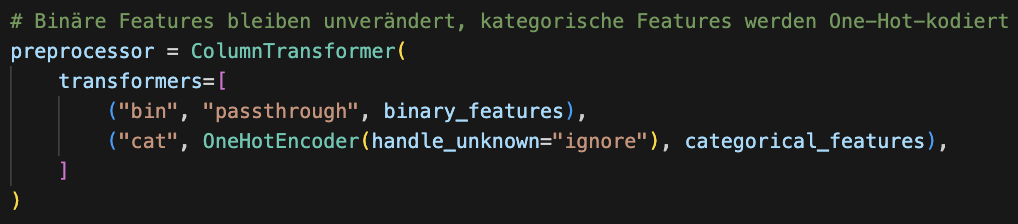 # Binäre Features bleiben unverändert, kategorische Features werden One-Hot-kodiert
preprocessor = ColumnTransformer(
    transformers=[
        ("bin", "passthrough", binary_features),
        ("cat", OneHotEncoder(handle_unknown="ignore"), categorical_features),
    ]
)